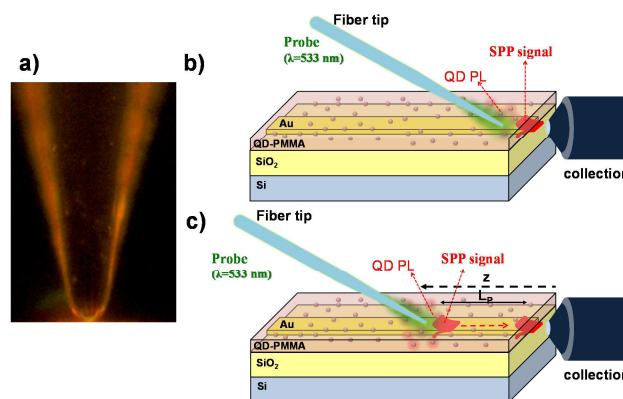 a)
b)
Fiber tip
Probe
(λ=533 nm)
SPP signal
QD PL
Au
QD-PMMA
SiO₂
Si
collection
c)
Fiber tip
Probe
(λ=533 nm)
QD PL
SPP signal
z
Lₚ
Au
QD-PMMA
SiO₂
Si
collection